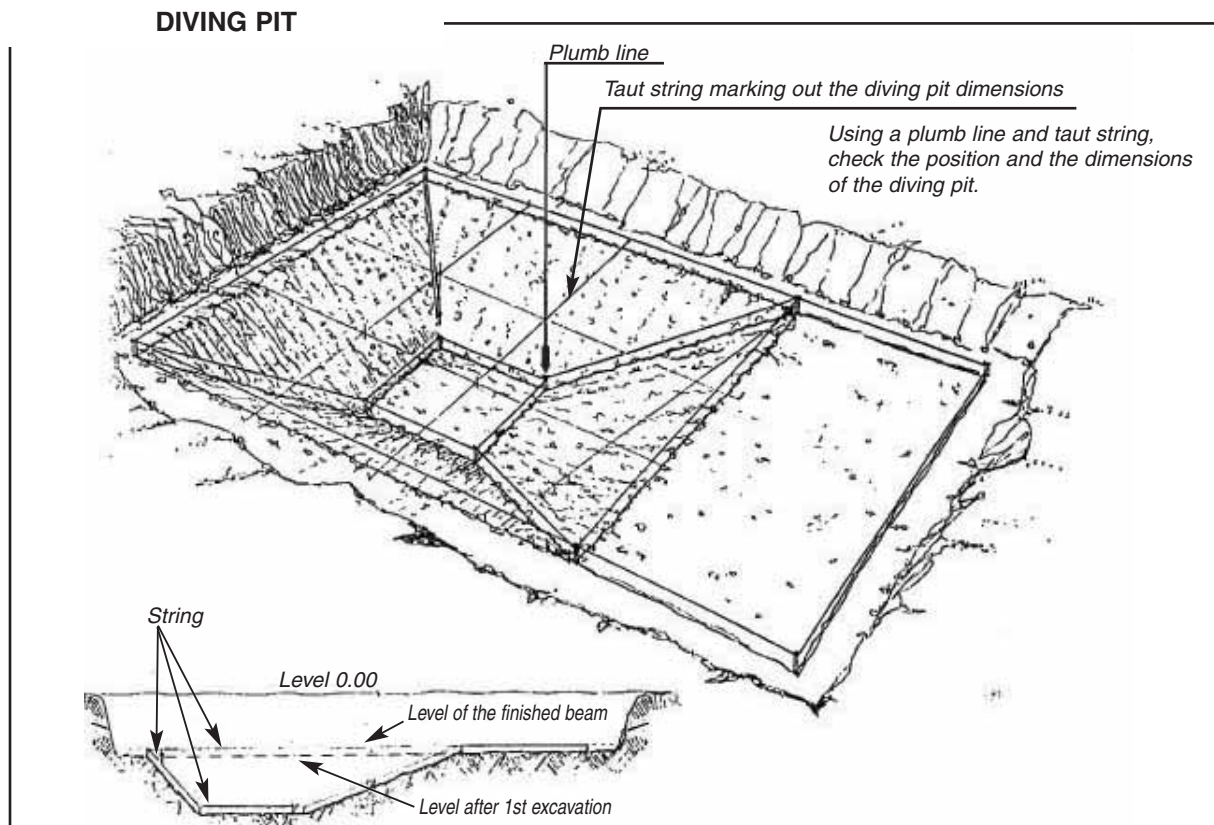 DIVING PIT
Plumb line
Taut string marking out the diving pit dimensions
Using a plumb line and taut string,
check the position and the dimensions
of the diving pit.
String
Level 0.00
Level of the finished beam
Level after 1st excavation